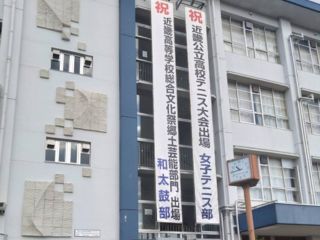 祝 近畿公立高校テニス大会出場 女子テニス部
祝 近畿高等学校総合文化祭郷土芸能部門 出場 和太鼓部